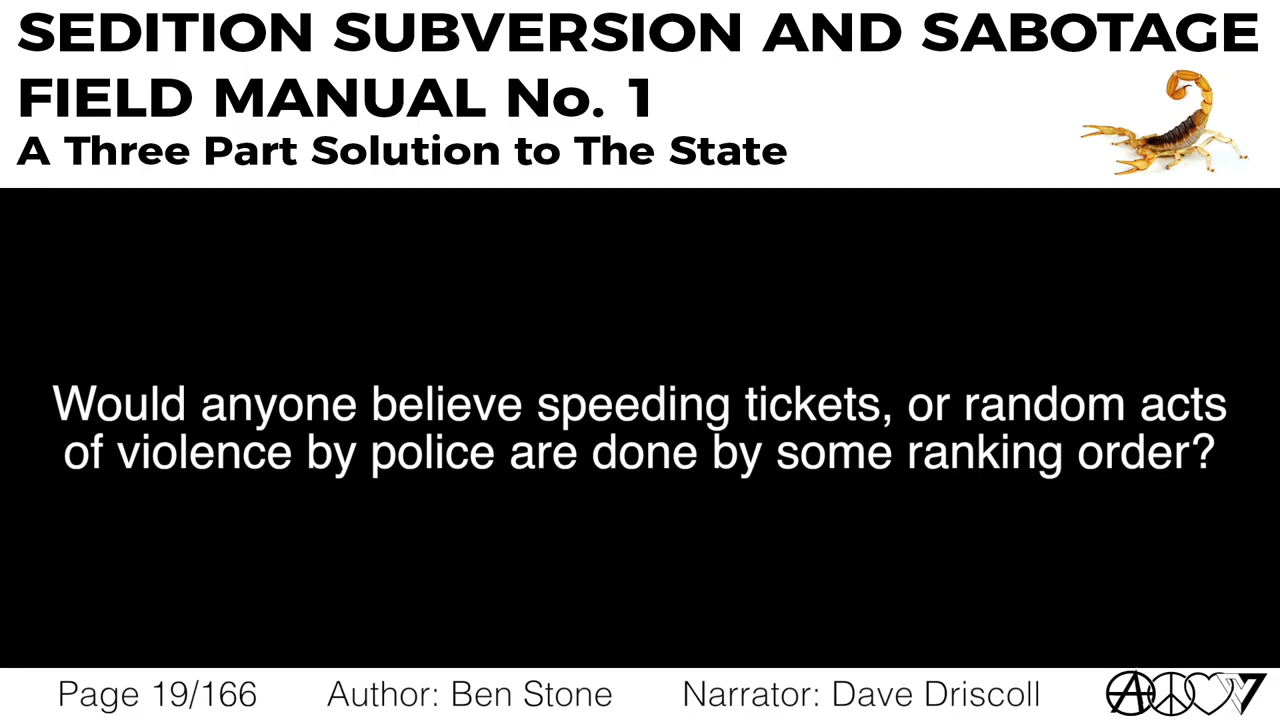 SEDITION SUBVERSION AND SABOTAGE
FIELD MANUAL No. 1
A Three Part Solution to The State
Would anyone believe speeding tickets, or random acts
of violence by police are done by some ranking order?
Page 19/166 Author: Ben Stone Narrator: Dave Driscoll